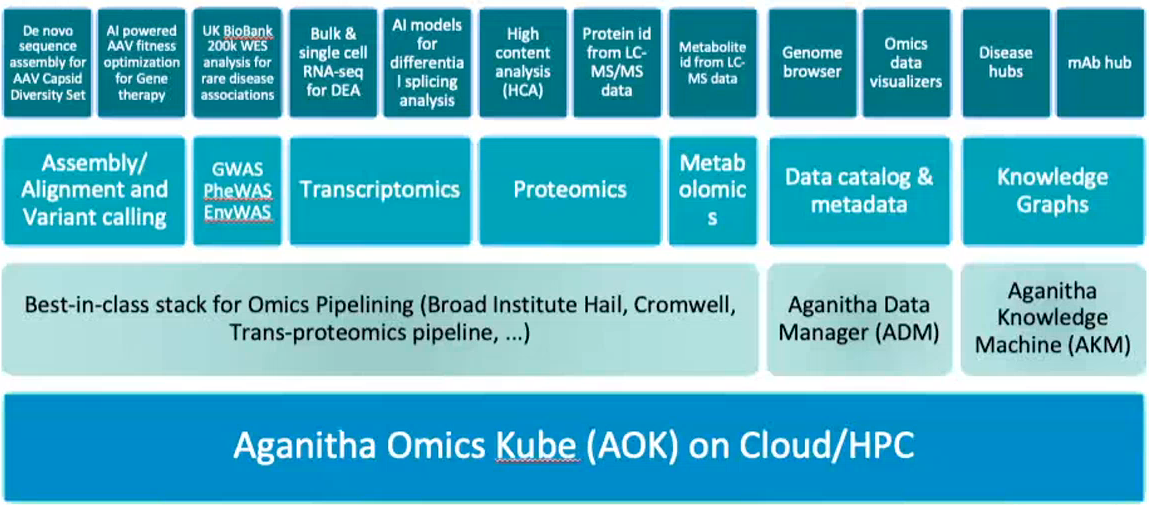 De novo
sequence
assembly for
AAV Capsid
Diversity Set
AI powered
AAV fitness
optimization
for Gene
therapy
UK BioBank
200k WES
analysis for
rare disease
associations
Bulk &
single cell
RNA-seq
for DEA
AI models
for
differentia
l splicing
analysis
High
content
analysis
(HCA)
Protein id
from LC-
MS/MS
data
Metabolite
id from LC-
MS data
Genome
browser
Omics
data
visualizers
Disease
hubs
mAb hub
Assembly/
Alignment and
Variant calling
GWAS
PheWAS
EnvWAS
Transcriptomics
Proteomics
Metab
olomic
s
Data catalog &
metadata
Knowledge
Graphs
Best-in-class stack for Omics Pipelining (Broad Institute Hail, Cromwell,
Trans-proteomics pipeline, ...)
Aganitha Data
Manager (ADM)
Aganitha
Knowledge
Machine (AKM)
Aganitha Omics Kube (AOK) on Cloud/HPC